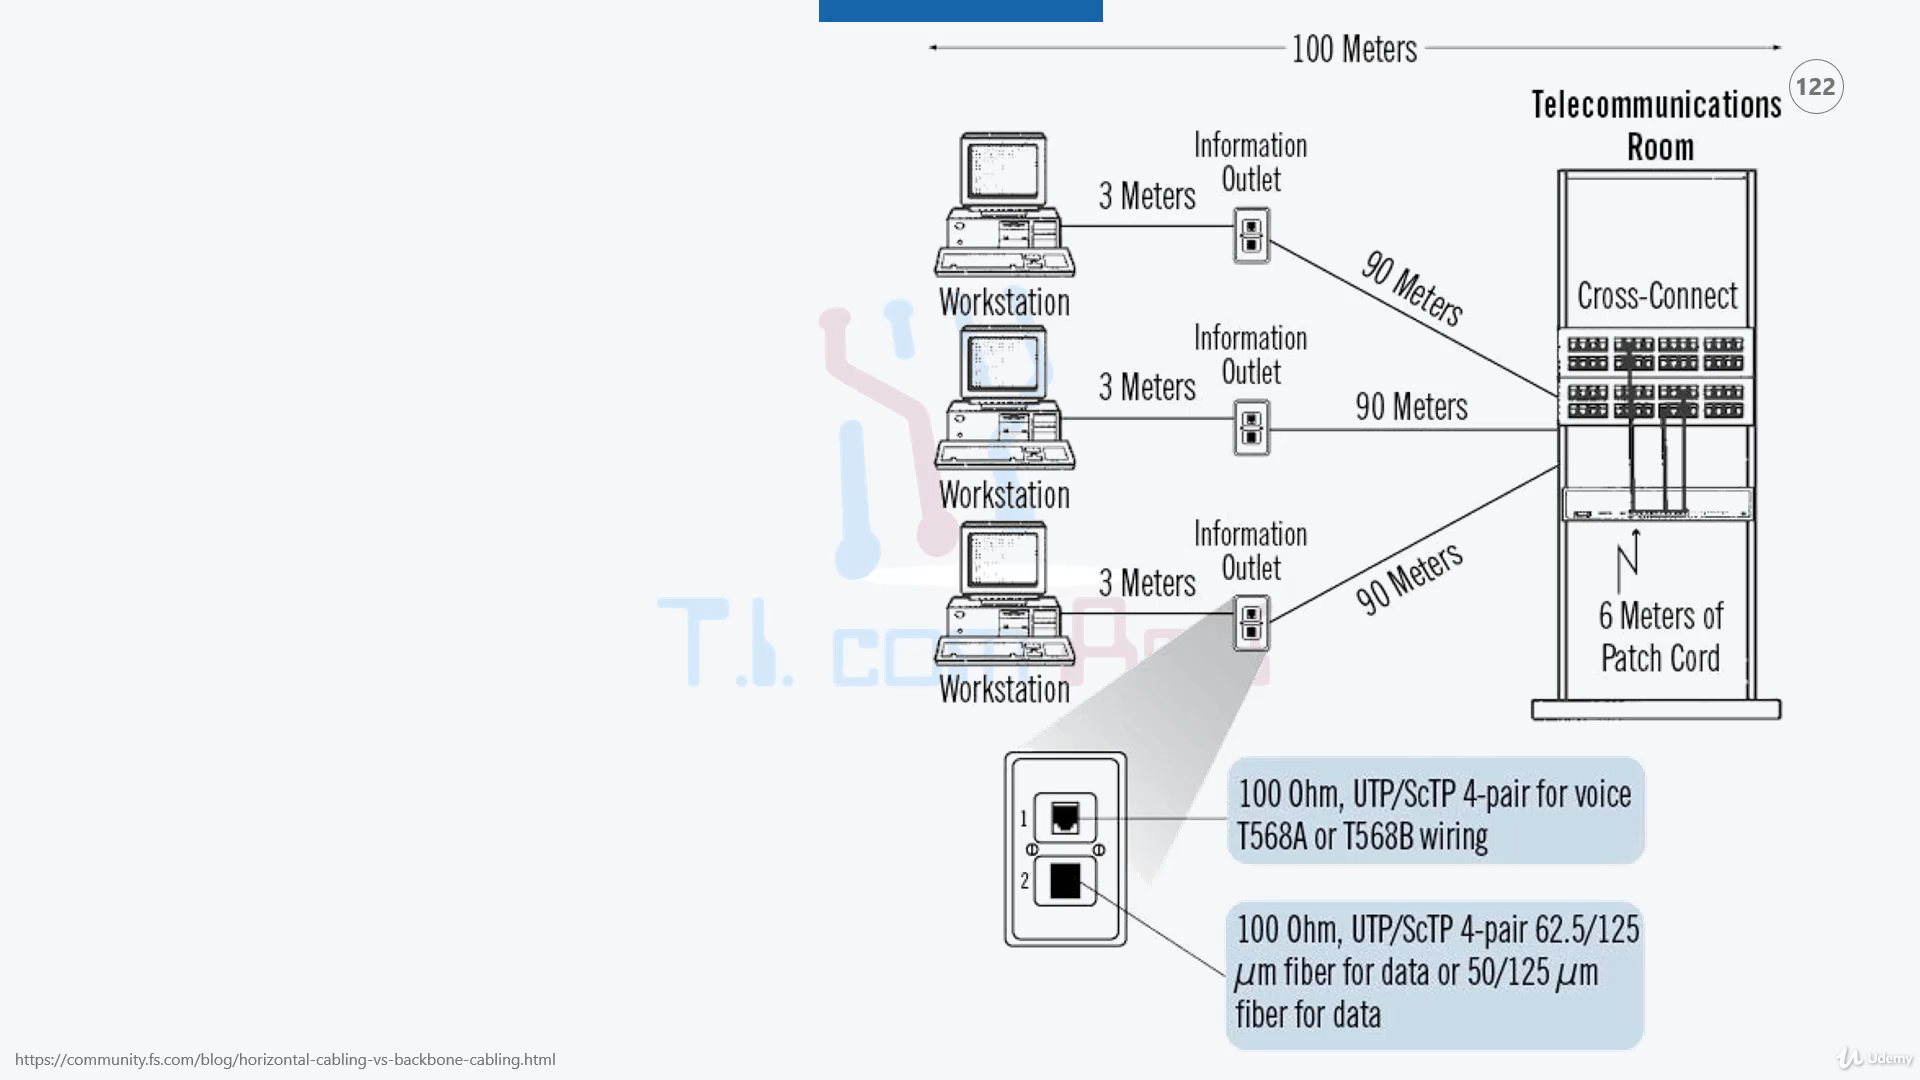 100 Meters
122
Telecommunications
Room
Information
Outlet
3 Meters
90 Meters
Cross-Connect
Workstation
Information
Outlet
3 Meters
90 Meters
Workstation
Information
Outlet
3 Meters
90 Meters
6 Meters of
Patch Cord
Workstation
T.I. com
1
2
100 Ohm, UTP/ScTP 4-pair for voice
T568A or T568B wiring
100 Ohm, UTP/ScTP 4-pair 62.5/125
µm fiber for data or 50/125 µm
fiber for data
https://community.fs.com/blog/horizontal-cabling-vs-backbone-cabling.html
Udemy